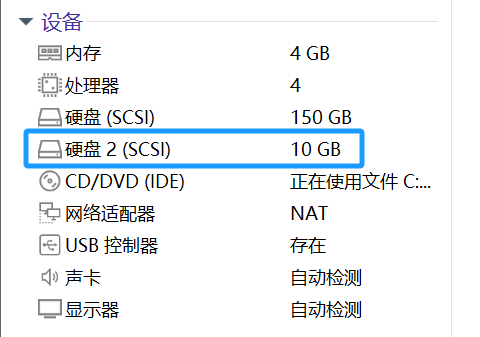 设备
内存 4 GB
处理器 4
硬盘 (SCSI) 150 GB
硬盘 2 (SCSI) 10 GB
CD/DVD (IDE) 正在使用文件 C:...
网络适配器 NAT
USB 控制器 存在
声卡 自动检测
显示器 自动检测